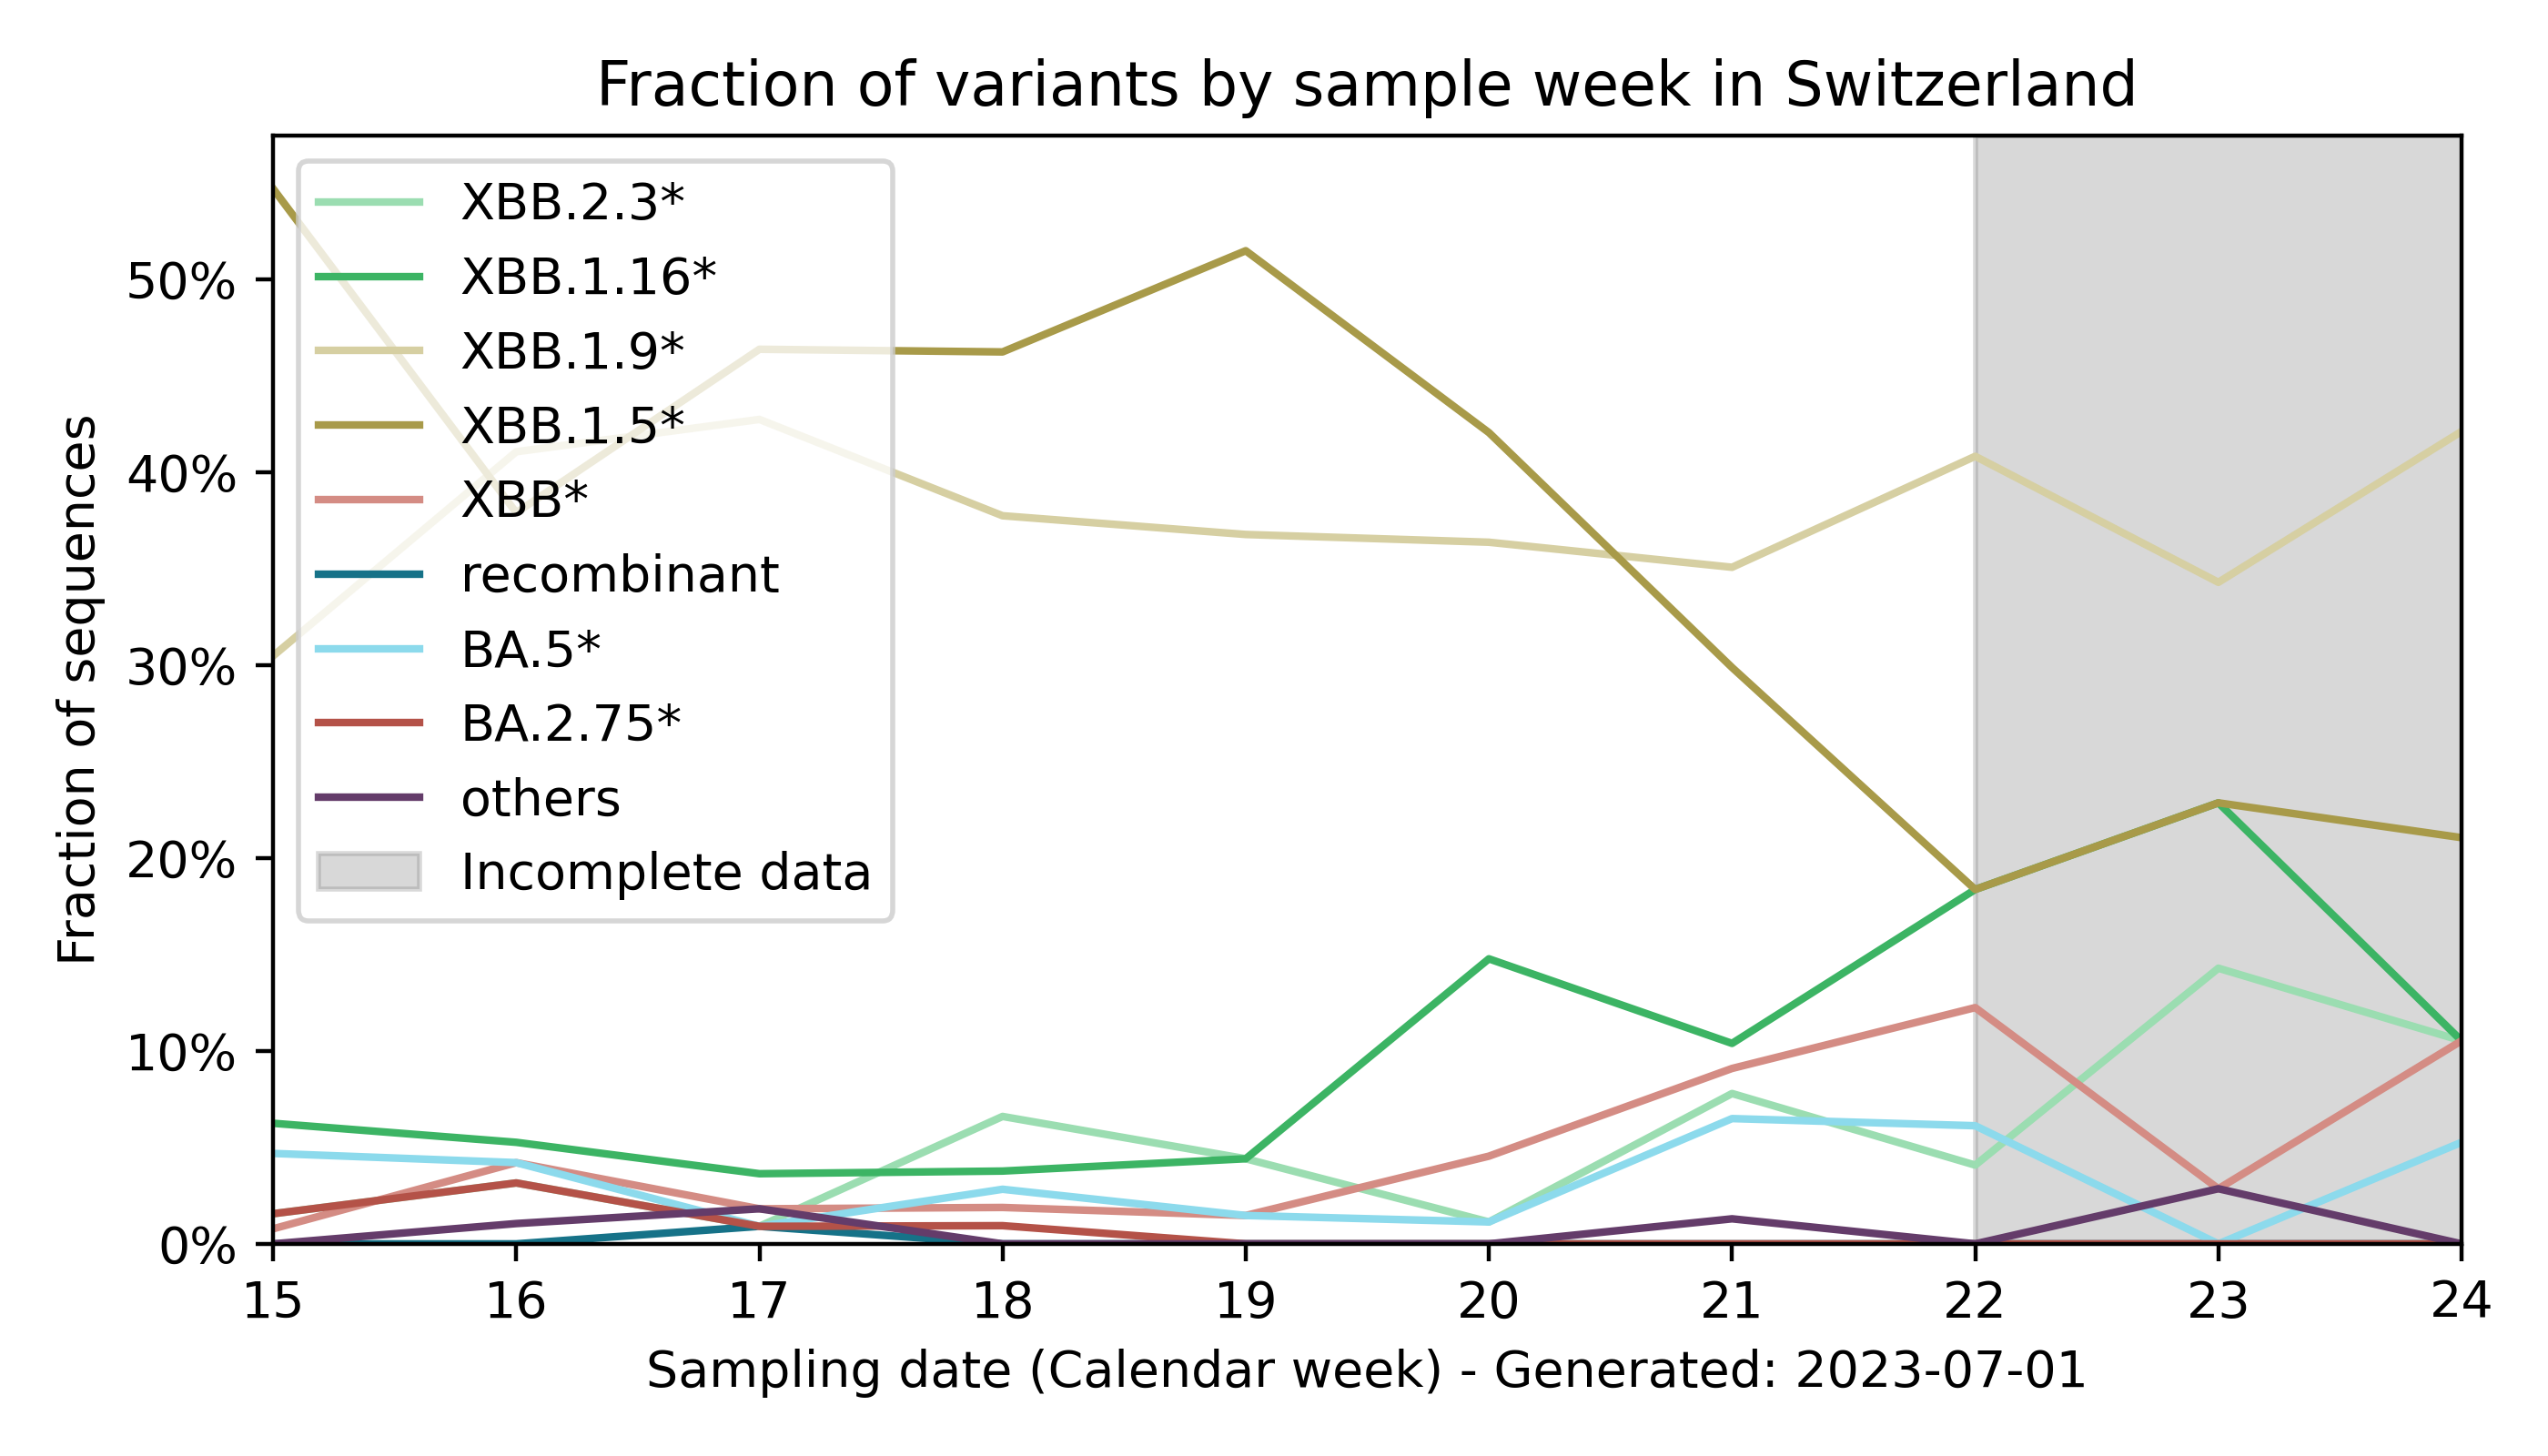 Fraction of variants by sample week in Switzerland
Fraction of sequences
50%
40%
30%
20%
10%
0%
XBB.2.3*
XBB.1.16*
XBB.1.9*
XBB.1.5*
XBB*
recombinant
BA.5*
BA.2.75*
others
Incomplete data
15 16 17 18 19 20 21 22 23 24
Sampling date (Calendar week) - Generated: 2023-07-01